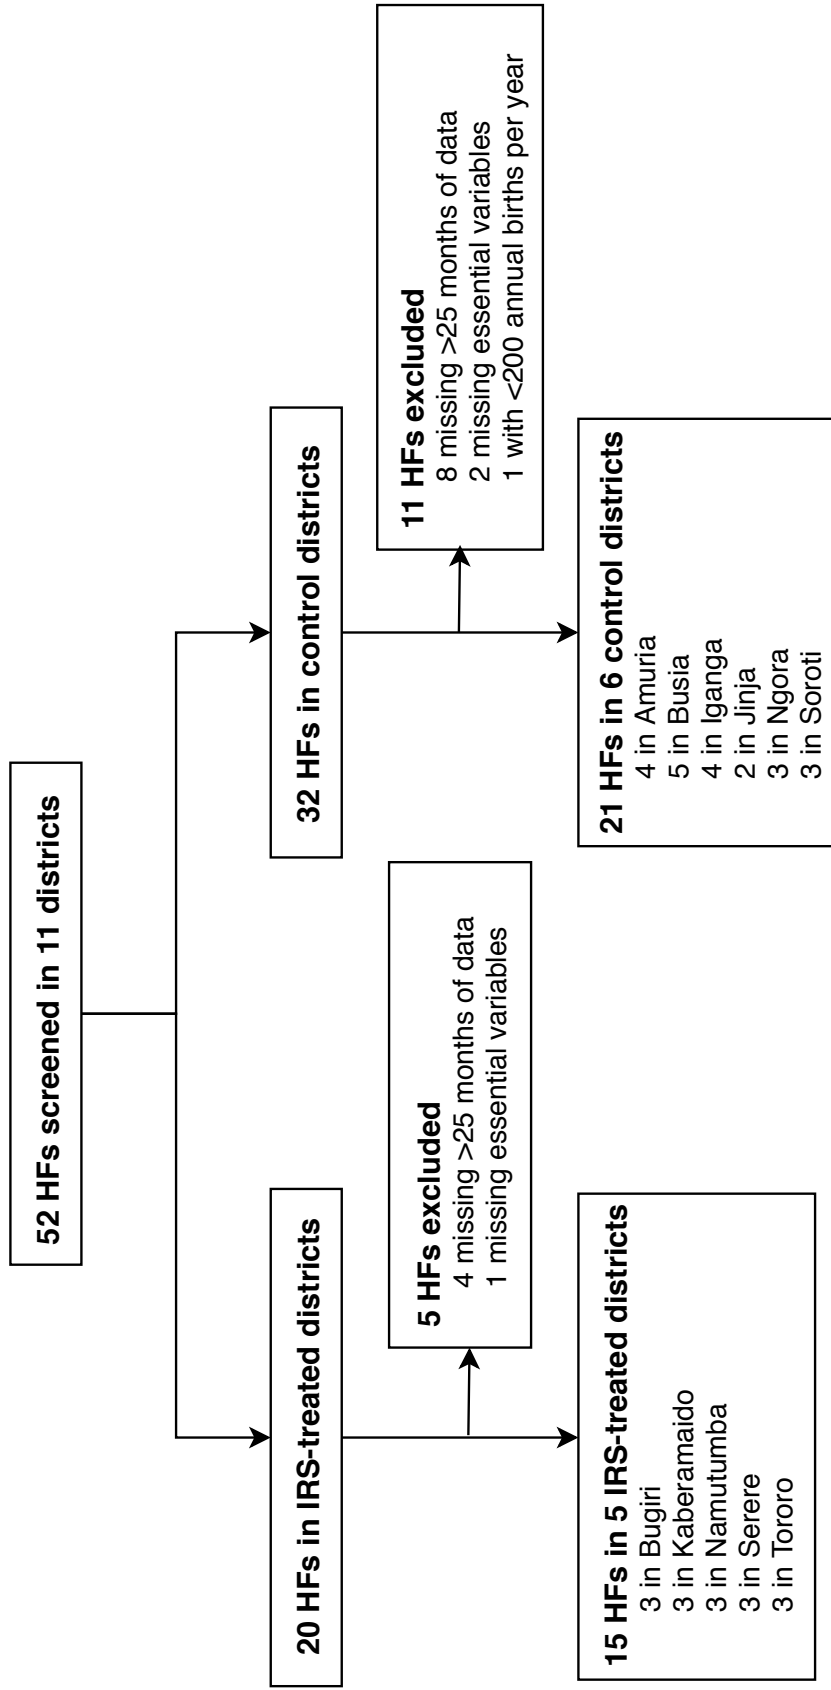 52 HFs screened in 11 districts
20 HFs in IRS-treated districts
32 HFs in control districts
5 HFs excluded
4 missing >25 months of data
1 missing essential variables
11 HFs excluded
8 missing >25 months of data
2 missing essential variables
1 with <200 annual births per year
15 HFs in 5 IRS-treated districts
3 in Bugiri
3 in Kaberamaido
3 in Namutumba
3 in Serere
3 in Tororo
21 HFs in 6 control districts
4 in Amuria
5 in Busia
4 in Iganga
2 in Jinja
3 in Ngora
3 in Soroti